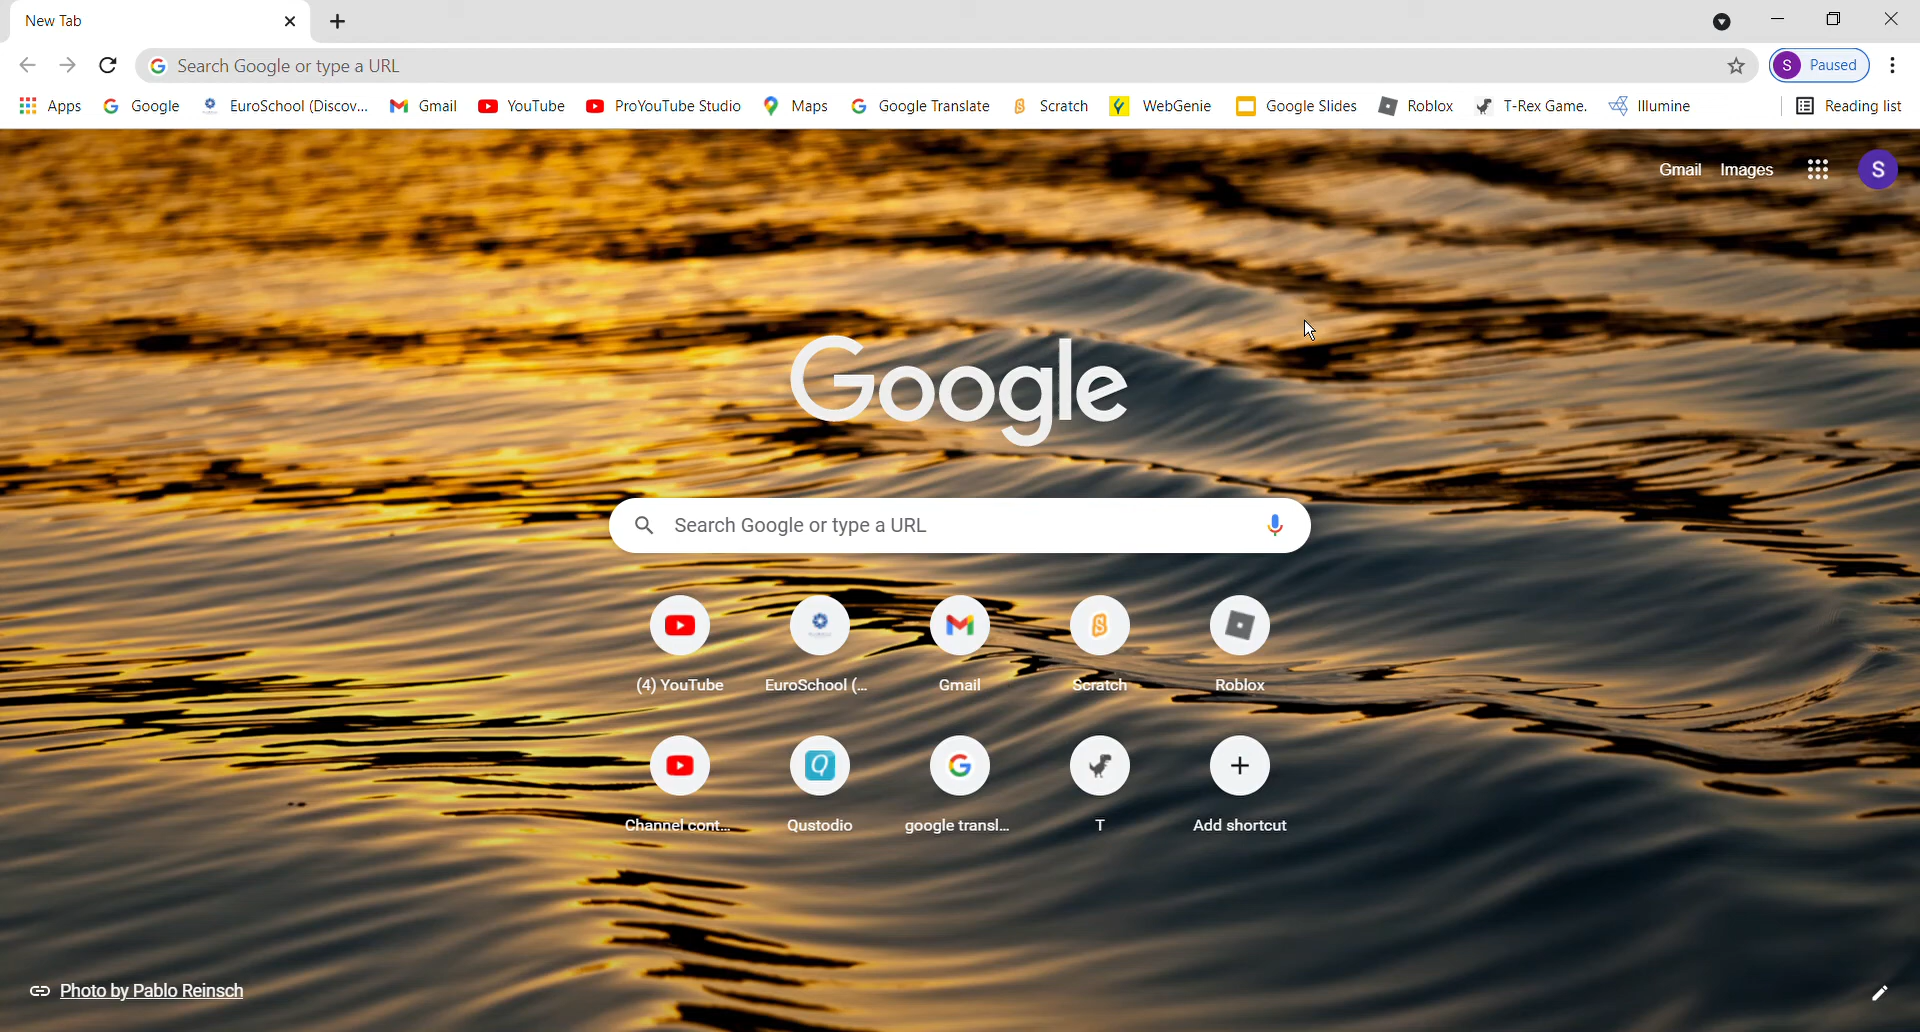 New Tab
Search Google or type a URL
S Paused
Apps Google EuroSchool (Discov... Gmail YouTube ProYouTube Studio Maps Google Translate Scratch WebGenie Google Slides Roblox T-Rex Game. Illumine Reading list
Gmail Images S
Google
Search Google or type a URL
(4) YouTube EuroSchool (... Gmail Scratch Roblox
Channel cont... Qustodio google transl... T Add shortcut
Photo by Pablo Reinsch